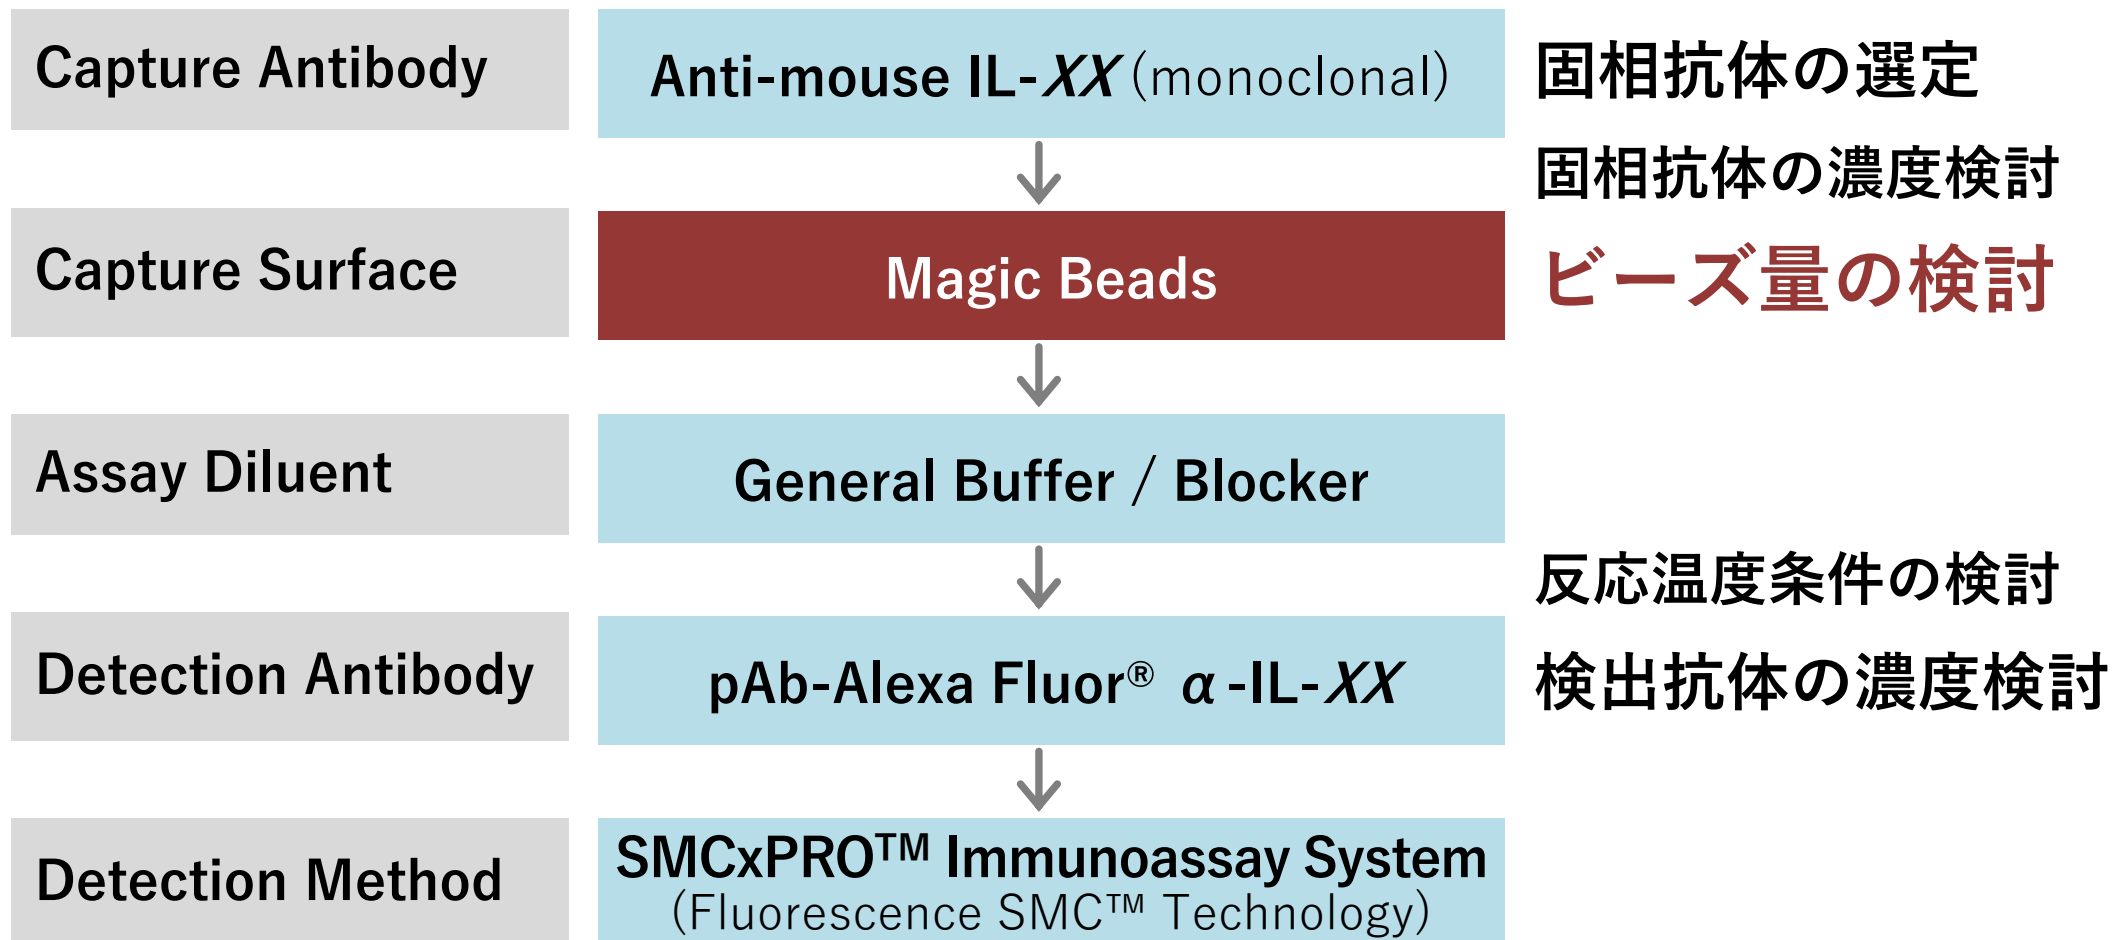 Capture Antibody
Anti-mouse IL-XX (monoclonal)
固相抗体の選定
固相抗体の濃度検討
Capture Surface
Magic Beads
ビーズ量の検討
Assay Diluent
General Buffer / Blocker
反応温度条件の検討
Detection Antibody
pAb-Alexa Fluor® α-IL-XX
検出抗体の濃度検討
Detection Method
SMCxPRO™ Immunoassay System
(Fluorescence SMC™ Technology)